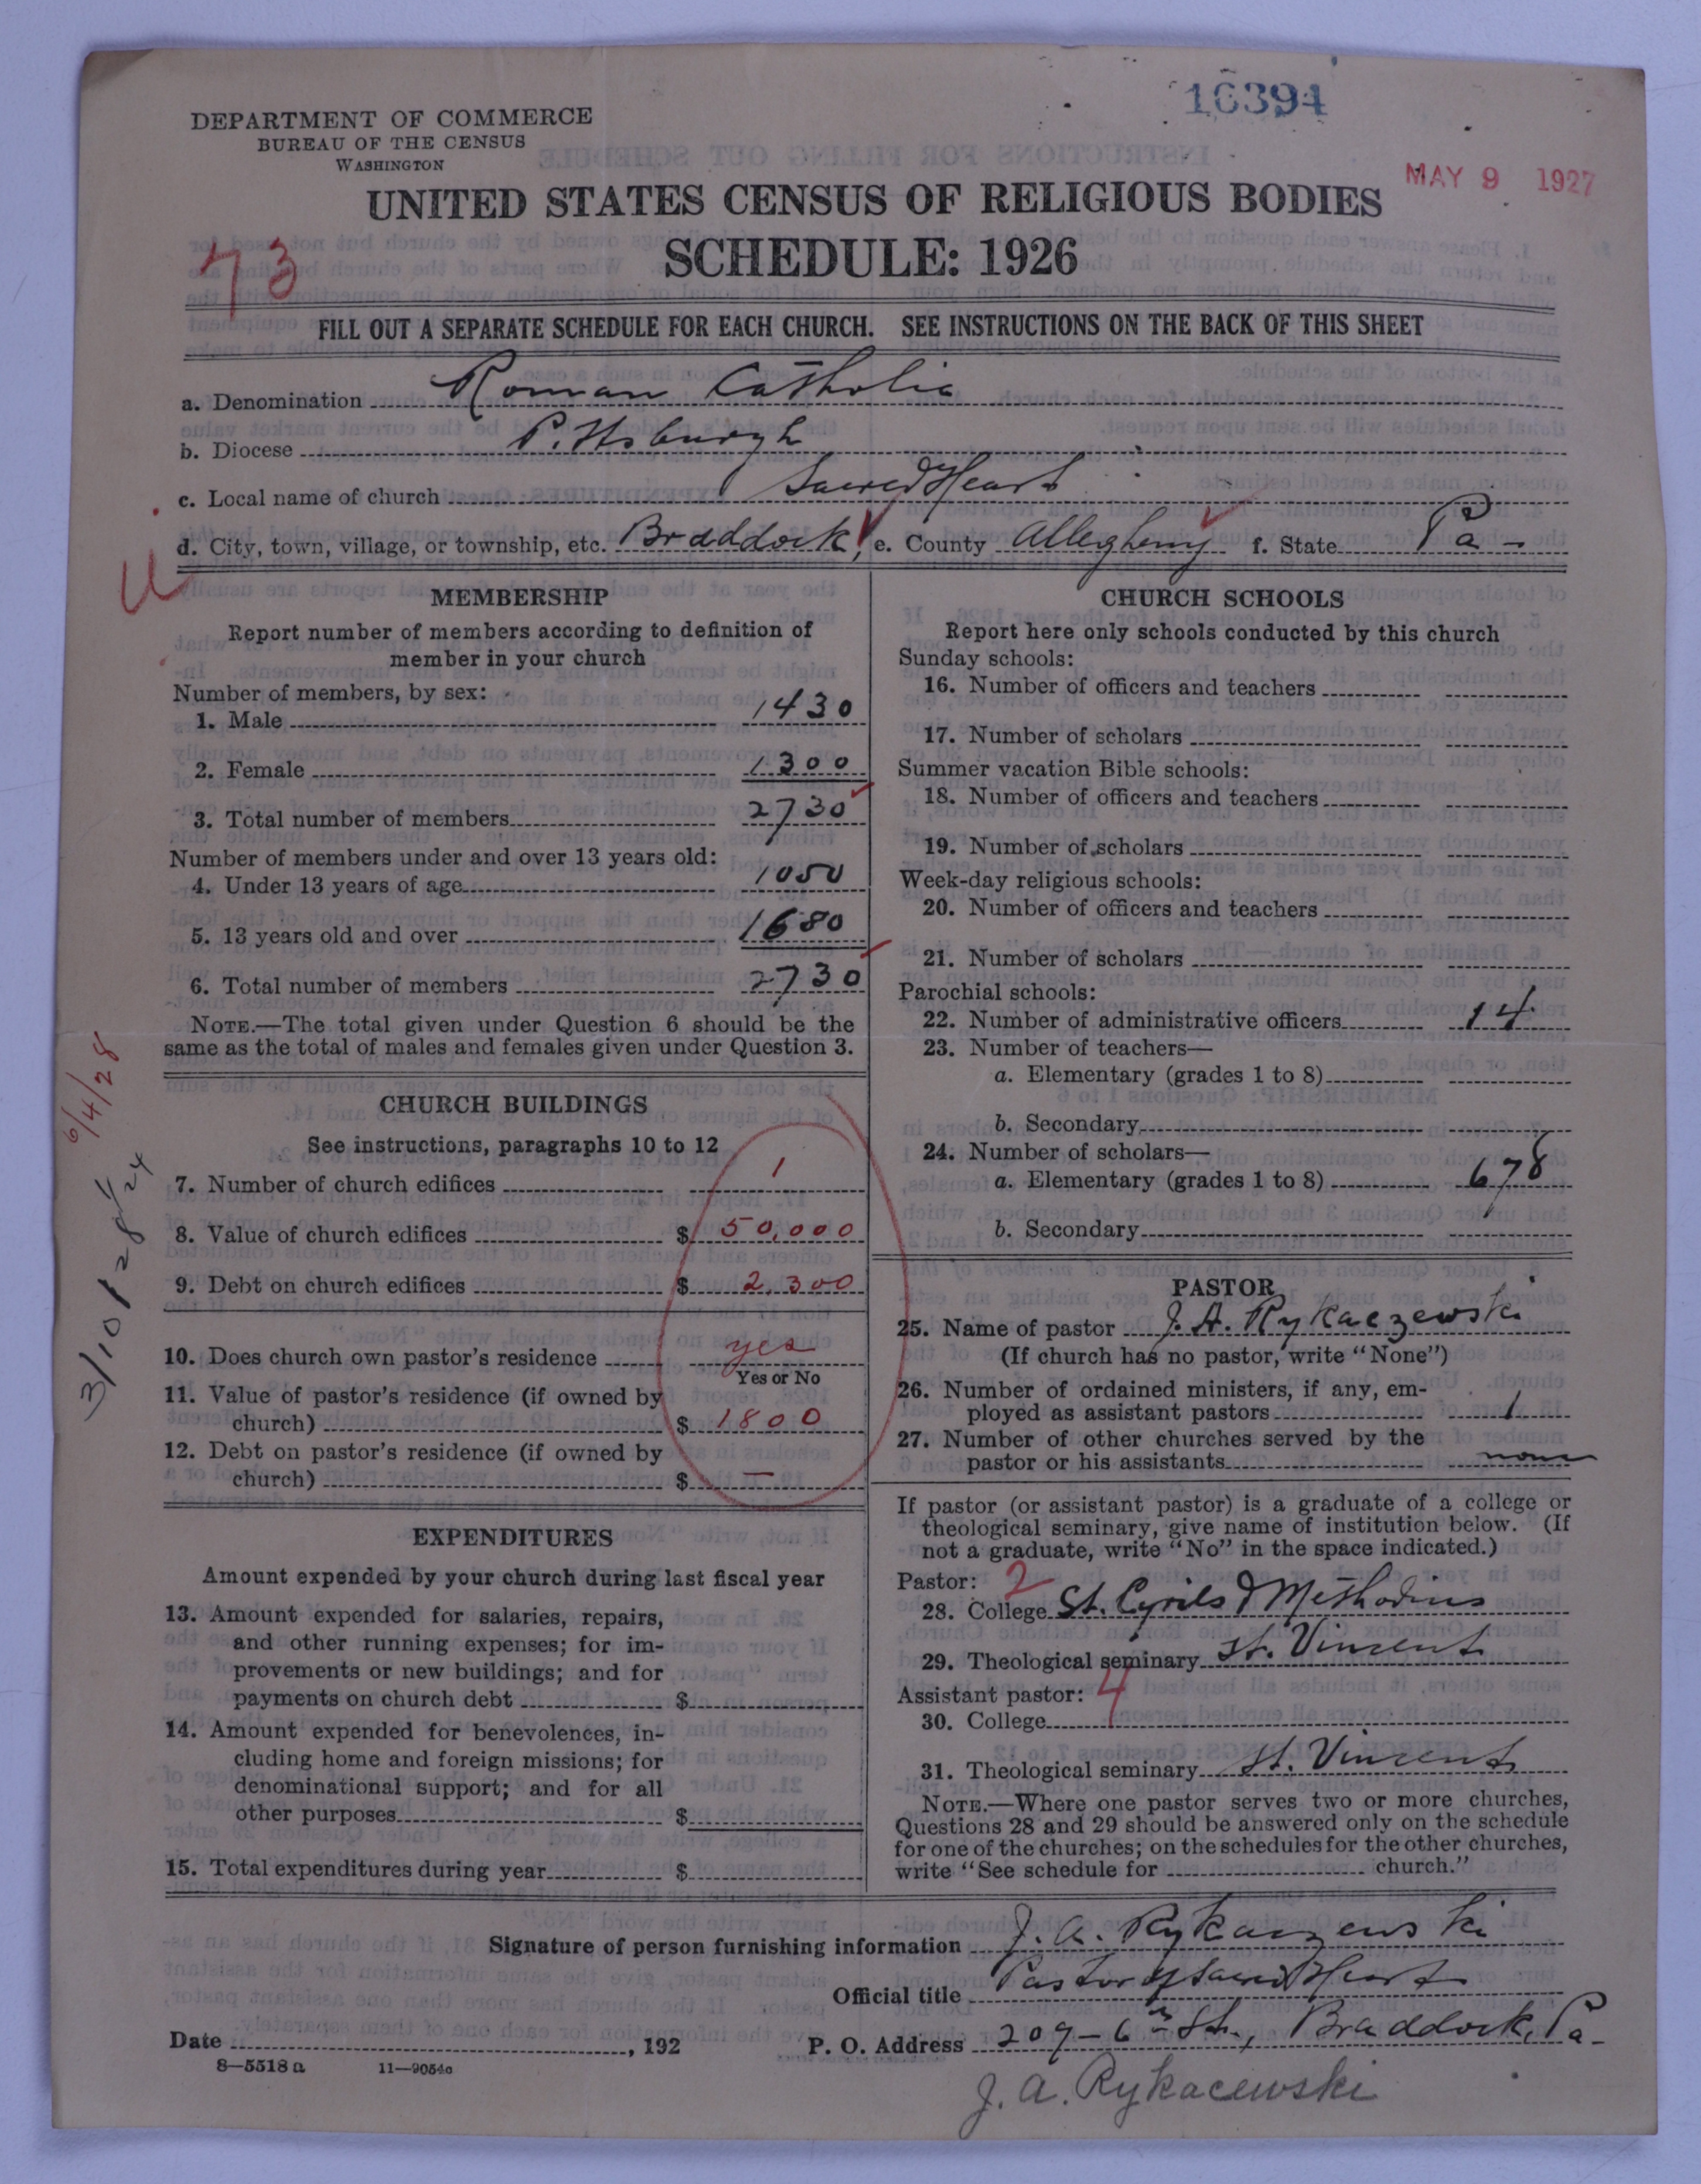 16394
DEPARTMENT OF COMMERCE
BUREAU OF THE CENSUS
WASHINGTON
MAY 9 1927
UNITED STATES CENSUS OF RELIGIOUS BODIES
SCHEDULE: 1926
73
FILL OUT A SEPARATE SCHEDULE FOR EACH CHURCH. SEE INSTRUCTIONS ON THE BACK OF THIS SHEET
a. Denomination Roman Catholic
b. Diocese Pittsburgh
c. Local name of church Sacred Heart
d. City, town, village, or township, etc. Braddock, e. County Allegheny f. State Pa-
MEMBERSHIP
Report number of members according to definition of
member in your church
Number of members, by sex:
1. Male 1430
2. Female 1300
3. Total number of members 2730
Number of members under and over 13 years old:
4. Under 13 years of age 1050
5. 13 years old and over 1680
6. Total number of members 2730
NOTE.—The total given under Question 6 should be the
same as the total of males and females given under Question 3.
6/4/28
CHURCH BUILDINGS
See instructions, paragraphs 10 to 12
7. Number of church edifices 1
8. Value of church edifices $ 50,000
9. Debt on church edifices $ 2,300
10. Does church own pastor's residence yes
Yes or No
11. Value of pastor's residence (if owned by
church) $ 1800
12. Debt on pastor's residence (if owned by
church) $ —
EXPENDITURES
Amount expended by your church during last fiscal year
13. Amount expended for salaries, repairs,
and other running expenses; for im-
provements or new buildings; and for
payments on church debt $
14. Amount expended for benevolences, in-
cluding home and foreign missions; for
denominational support; and for all
other purposes $
15. Total expenditures during year $
CHURCH SCHOOLS
Report here only schools conducted by this church
Sunday schools:
16. Number of officers and teachers
17. Number of scholars
Summer vacation Bible schools:
18. Number of officers and teachers
19. Number of scholars
Week-day religious schools:
20. Number of officers and teachers
21. Number of scholars
Parochial schools:
22. Number of administrative officers 14
23. Number of teachers—
a. Elementary (grades 1 to 8)
b. Secondary
24. Number of scholars—
a. Elementary (grades 1 to 8) 678
b. Secondary
PASTOR
25. Name of pastor J. A. Rykaczewski
(If church has no pastor, write "None")
26. Number of ordained ministers, if any, em-
ployed as assistant pastors 1
27. Number of other churches served by the
pastor or his assistants none
If pastor (or assistant pastor) is a graduate of a college or
theological seminary, give name of institution below. (If
not a graduate, write "No" in the space indicated.)
Pastor: 2
28. College St. Cyrils & Methodius
29. Theological seminary St. Vincent
Assistant pastor: 4
30. College
31. Theological seminary St. Vincent
NOTE.—Where one pastor serves two or more churches,
Questions 28 and 29 should be answered only on the schedule
for one of the churches; on the schedules for the other churches,
write "See schedule for church."
Signature of person furnishing information J. A. Rykaczewski
Official title Pastor of Sacred Heart
Date , 192 P. O. Address 209-6th St., Braddock, Pa-
8—5518a 11—9054c
J. A. Rykacewski